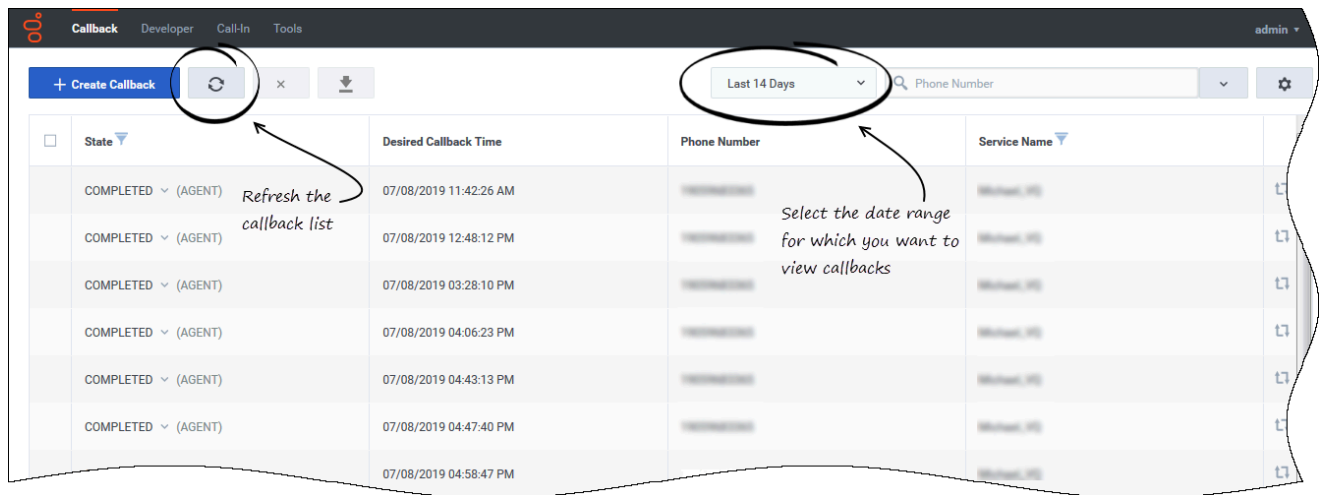 Callback Developer Call-In Tools admin
+ Create Callback Last 14 Days Phone Number
State Desired Callback Time Phone Number Service Name
COMPLETED (AGENT) 07/08/2019 11:42:26 AM
Refresh the
callback list
Select the date range
for which you want to
view callbacks
COMPLETED (AGENT) 07/08/2019 12:48:12 PM
COMPLETED (AGENT) 07/08/2019 03:28:10 PM
COMPLETED (AGENT) 07/08/2019 04:06:23 PM
COMPLETED (AGENT) 07/08/2019 04:43:13 PM
COMPLETED (AGENT) 07/08/2019 04:47:40 PM
07/08/2019 04:58:47 PM